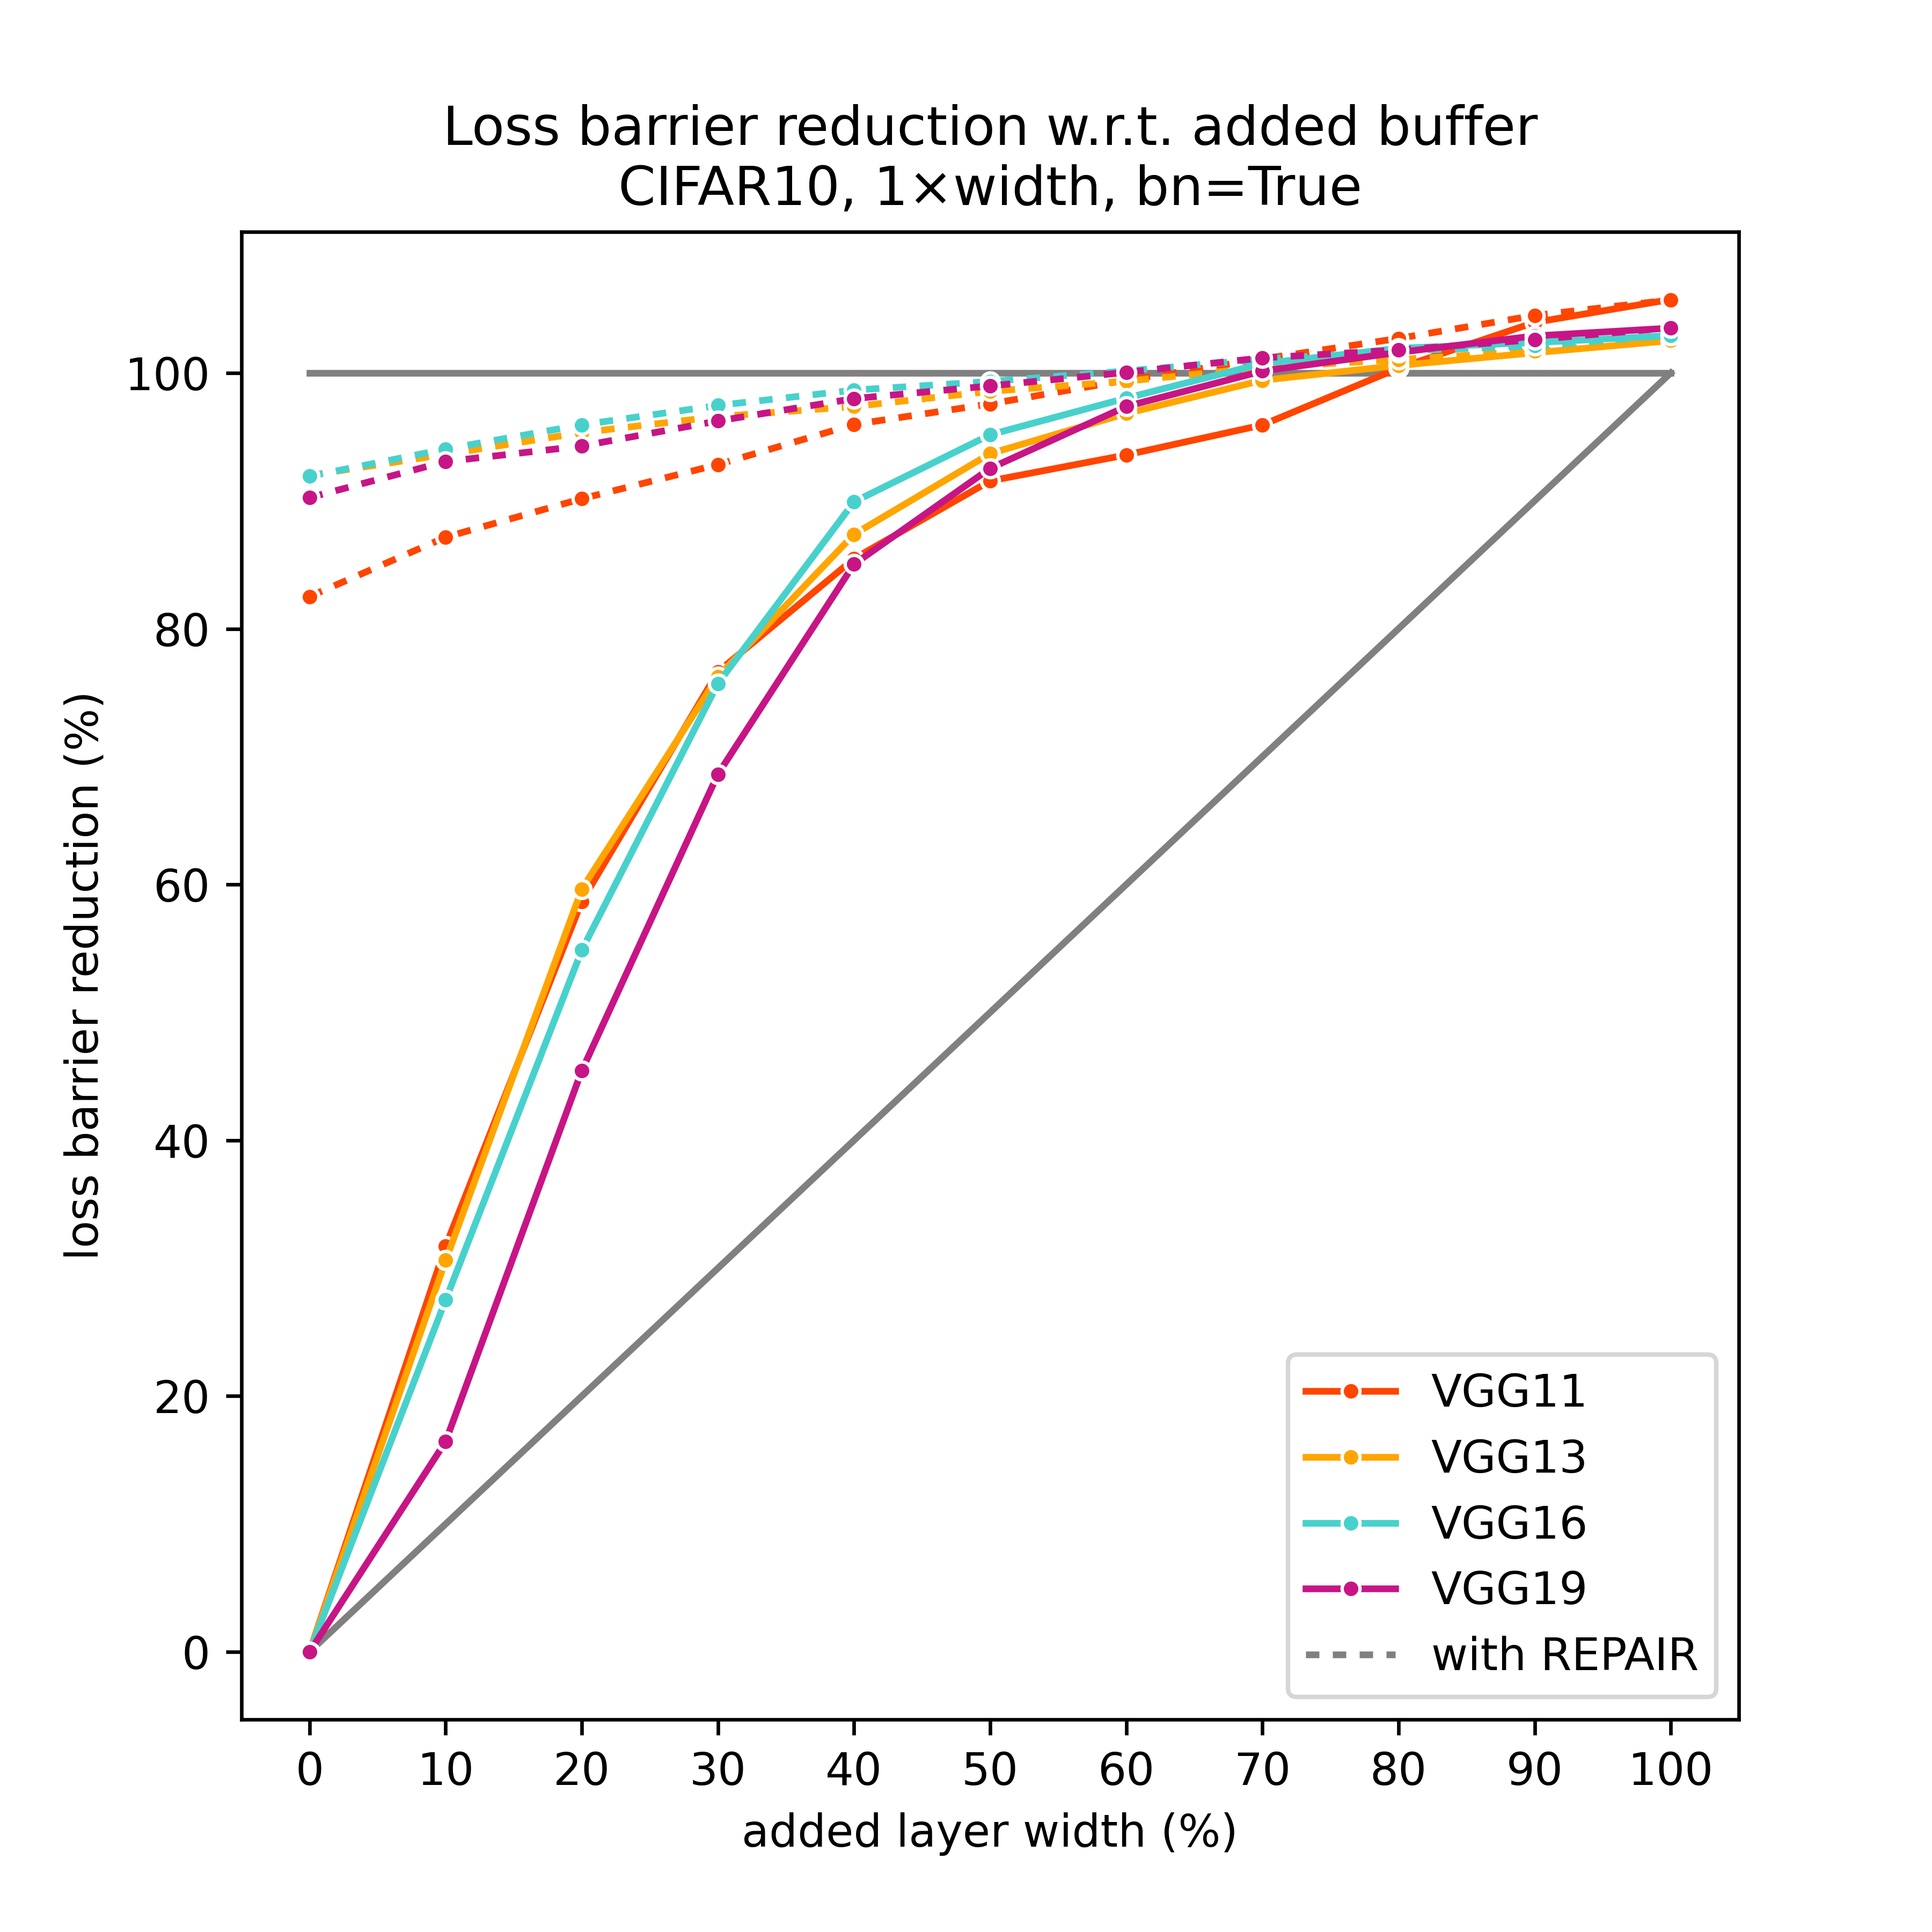 Loss barrier reduction w.r.t. added buffer
CIFAR10, 1×width, bn=True
loss barrier reduction (%)
100
80
60
40
20
0
0 10 20 30 40 50 60 70 80 90 100
added layer width (%)
VGG11
VGG13
VGG16
VGG19
with REPAIR